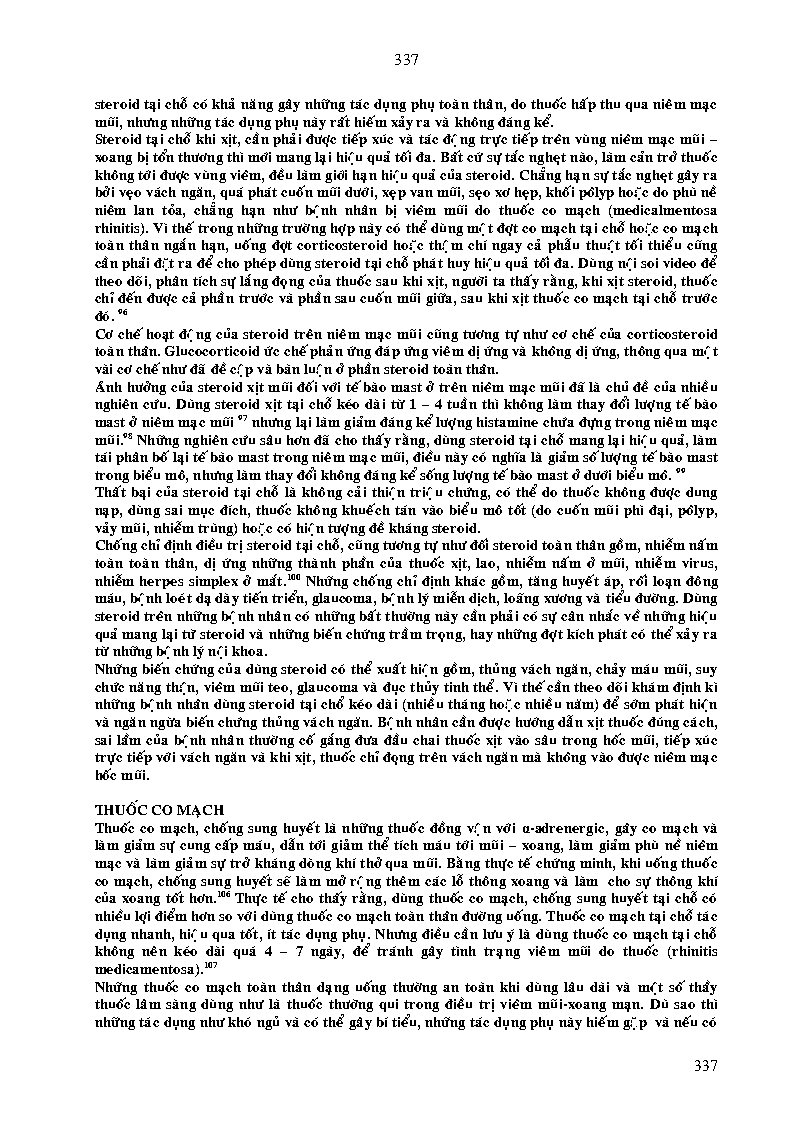 337
steroid tại chỗ có khả năng gây những tác dụng phụ toàn thân, do thuốc hấp thu qua niêm mạc
mũi, nhưng những tác dụng phụ này rất hiếm xảy ra và không đáng kể.
Steroid tại chỗ khi xịt, cần phải được tiếp xúc và tác động trực tiếp trên vùng niêm mạc mũi –
xoang bị tổn thương thì mới mang lại hiệu quả tối đa. Bất cứ sự tắc nghẹt nào, làm cản trở thuốc
không tới được vùng viêm, đều làm giới hạn hiệu quả của steroid. Chẳng hạn sự tắc nghẹt gây ra
bởi vẹo vách ngăn, quá phát cuốn mũi dưới, xẹp van mũi, sẹo xơ hẹp, khối pôlyp hoặc do phù nề
niêm lan tỏa, chẳng hạn như bệnh nhân bị viêm mũi do thuốc co mạch (medicalmentosa
rhinitis). Vì thế trong những trường hợp này có thể dùng một đợt co mạch tại chỗ hoặc co mạch
toàn thân ngắn hạn, uống đợt corticosteroid hoặc thậm chí ngay cả phẫu thuật tối thiểu cũng
cần phải đặt ra để cho phép dùng steroid tại chỗ phát huy hiệu quả tối đa. Dùng nội soi video để
theo dõi, phân tích sự lắng đọng của thuốc sau khi xịt, người ta thấy rằng, khi xịt steroid, thuốc
chỉ đến được cả phần trước và phần sau cuốn mũi giữa, sau khi xịt thuốc co mạch tại chỗ trước
đó. 96
Cơ chế hoạt động của steroid trên niêm mạc mũi cũng tương tự như cơ chế của corticosteroid
toàn thân. Glucocorticoid ức chế phản ứng đáp ứng viêm dị ứng và không dị ứng, thông qua một
vài cơ chế như đã đề cập và bàn luận ở phần steroid toàn thân.
Ảnh hưởng của steroid xịt mũi đối với tế bào mast ở trên niêm mạc mũi đã là chủ đề của nhiều
nghiên cứu. Dùng steroid xịt tại chỗ kéo dài từ 1 – 4 tuần thì không làm thay đổi lượng tế bào
mast ở niêm mạc mũi 97 nhưng lại làm giảm đáng kể lượng histamine chứa đựng trong niêm mạc
mũi.98 Những nghiên cưu sâu hơn đã cho thấy rằng, dùng steroid tại chỗ mang lại hiệu quả, làm
tái phân bố lại tế bào mast trong niêm mạc mũi, điều này có nghĩa là giảm số lượng tế bào mast
trong biểu mô, nhưng làm thay đổi không đáng kể sống lượng tế bào mast ở dưới biểu mô. 99
Thất bại của steroid tại chỗ là không cải thiện triệu chứng, có thể do thuốc không được dung
nạp, dùng sai mục đích, thuốc không khuếch tán vào biểu mô tốt (do cuốn mũi phì đại, pôlyp,
vảy mũi, nhiễm trùng) hoặc có hiện tượng đề kháng steroid.
Chống chỉ định điều trị steroid tại chỗ, cũng tương tự như đối steroid toàn thân gồm, nhiễm nấm
toàn toàn thân, dị ứng những thành phần của thuốc xịt, lao, nhiễm nấm ở mũi, nhiễm virus,
nhiễm herpes simplex ở mắt.100 Những chống chỉ định khác gồm, tăng huyết áp, rối loạn đông
máu, bệnh loét dạ dày tiến triển, glaucoma, bệnh lý miễn dịch, loãng xương và tiểu đường. Dùng
steroid trên những bệnh nhân có những bất thường này cần phải có sự cân nhắc về những hiệu
quả mang lại từ steroid và những biến chứng trầm trọng, hay những đợt kích phát có thể xảy ra
từ những bệnh lý nội khoa.
Những biến chứng của dùng steroid có thể xuất hiện gồm, thủng vách ngăn, chảy máu mũi, suy
chức năng thận, viêm mũi teo, glaucoma và đục thủy tinh thể. Vì thế cần theo dõi khám định kì
những bệnh nhân dùng steroid tại chổ kéo dài (nhiều tháng hoặc nhiều năm) để sớm phát hiện
và ngăn ngừa biến chứng thủng vách ngăn. Bệnh nhân cần được hướng dẫn xịt thuốc đúng cách,
sai lầm của bệnh nhân thường cố gắng đưa đầu chai thuốc xịt vào sâu trong hốc mũi, tiếp xúc
trực tiếp với vách ngăn và khi xịt, thuốc chỉ đọng trên vách ngăn mà không vào được niêm mạc
hốc mũi.
THUỐC CO MẠCH
Thuốc co mạch, chống sung huyết là những thuốc đồng vận với α-adrenergic, gây co mạch và
làm giảm sự cung cấp máu, dẫn tới giảm thể tích máu tới mũi – xoang, làm giảm phù nề niêm
mạc và làm giảm sự trở kháng dòng khí thở qua mũi. Bằng thực tế chứng minh, khi uống thuốc
co mạch, chống sung huyết sẽ làm mở rộng thêm các lỗ thông xoang và làm cho sự thông khí
của xoang tốt hơn.106 Thực tế cho thấy rằng, dùng thuốc co mạch, chống sung huyết tại chỗ có
nhiều lợi điểm hơn so với dùng thuốc co mạch toàn thân đường uống. Thuốc co mạch tại chỗ tác
dụng nhanh, hiệu qua tốt, ít tác dụng phụ. Nhưng điều cần lưu ý là dùng thuốc co mạch tại chỗ
không nên kéo dài quá 4 – 7 ngày, để tránh gây tình trạng viêm mũi do thuốc (rhinitis
medicamentosa).107
Những thuốc co mạch toàn thân dạng uống thường an toàn khi dùng lâu dài và một số thầy
thuốc lâm sàng dùng như là thuốc thường qui trong điều trị viêm mũi-xoang mạn. Dù sao thì
những tác dụng như khó ngủ và có thể gây bí tiểu, những tác dụng phụ này hiếm gặp và nếu có
337